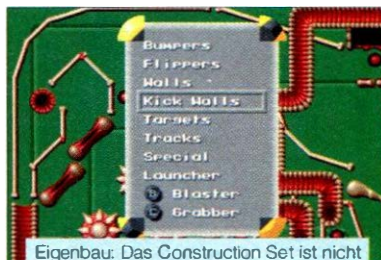 Bumpers
Flippers
Walls
Kick Walls
Targets
Tracks
Special
Launcher
Blaster
Grabber
Eigenbau: Das Construction Set ist nicht